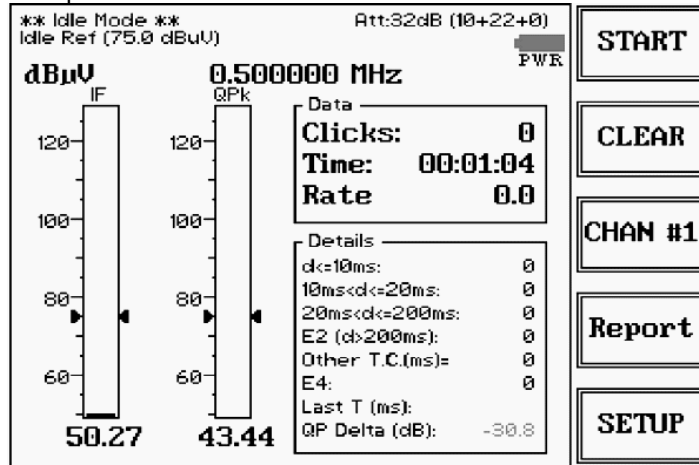 ** Idle Mode **
Att:32dB (10+22+0)
Idle Ref (75.0 dBuV)
PWR
dBµV
0.500000 MHz
IF
QPk
120
100
80
60
50.27
120
100
80
60
43.44
Data
Clicks: 0
Time: 00:01:04
Rate 0.0
Details
d<=10ms: 0
10ms<d<=20ms: 0
20ms<d<=200ms: 0
E2 (d>200ms): 0
Other T.C.(ms)= 0
E4: 0
Last T (ms):
QP Delta (dB): -30.8
START
CLEAR
CHAN #1
Report
SETUP